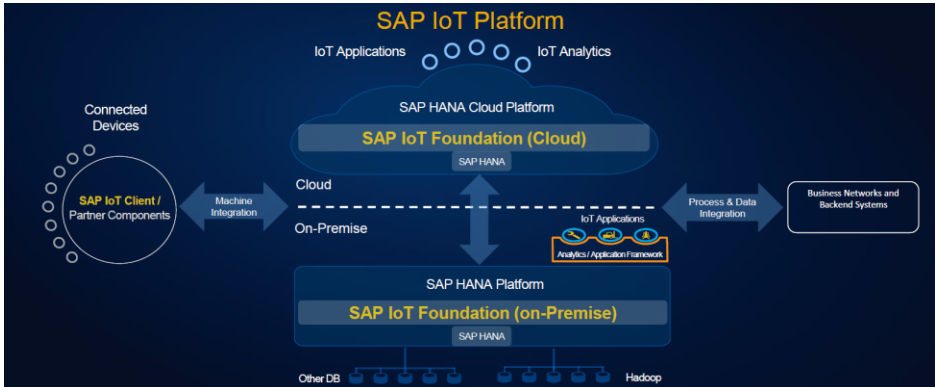 SAP IoT Platform
IoT Applications
IoT Analytics
SAP HANA Cloud Platform
SAP IoT Foundation (Cloud)
SAP HANA
Connected
Devices
SAP IoT Client /
Partner Components
Machine
Integration
Cloud
On-Premise
IoT Applications
Analytics / Application Framework
Process & Data
Integration
Business Networks and
Backend Systems
SAP HANA Platform
SAP IoT Foundation (on-Premise)
SAP HANA
Other DB
Hadoop